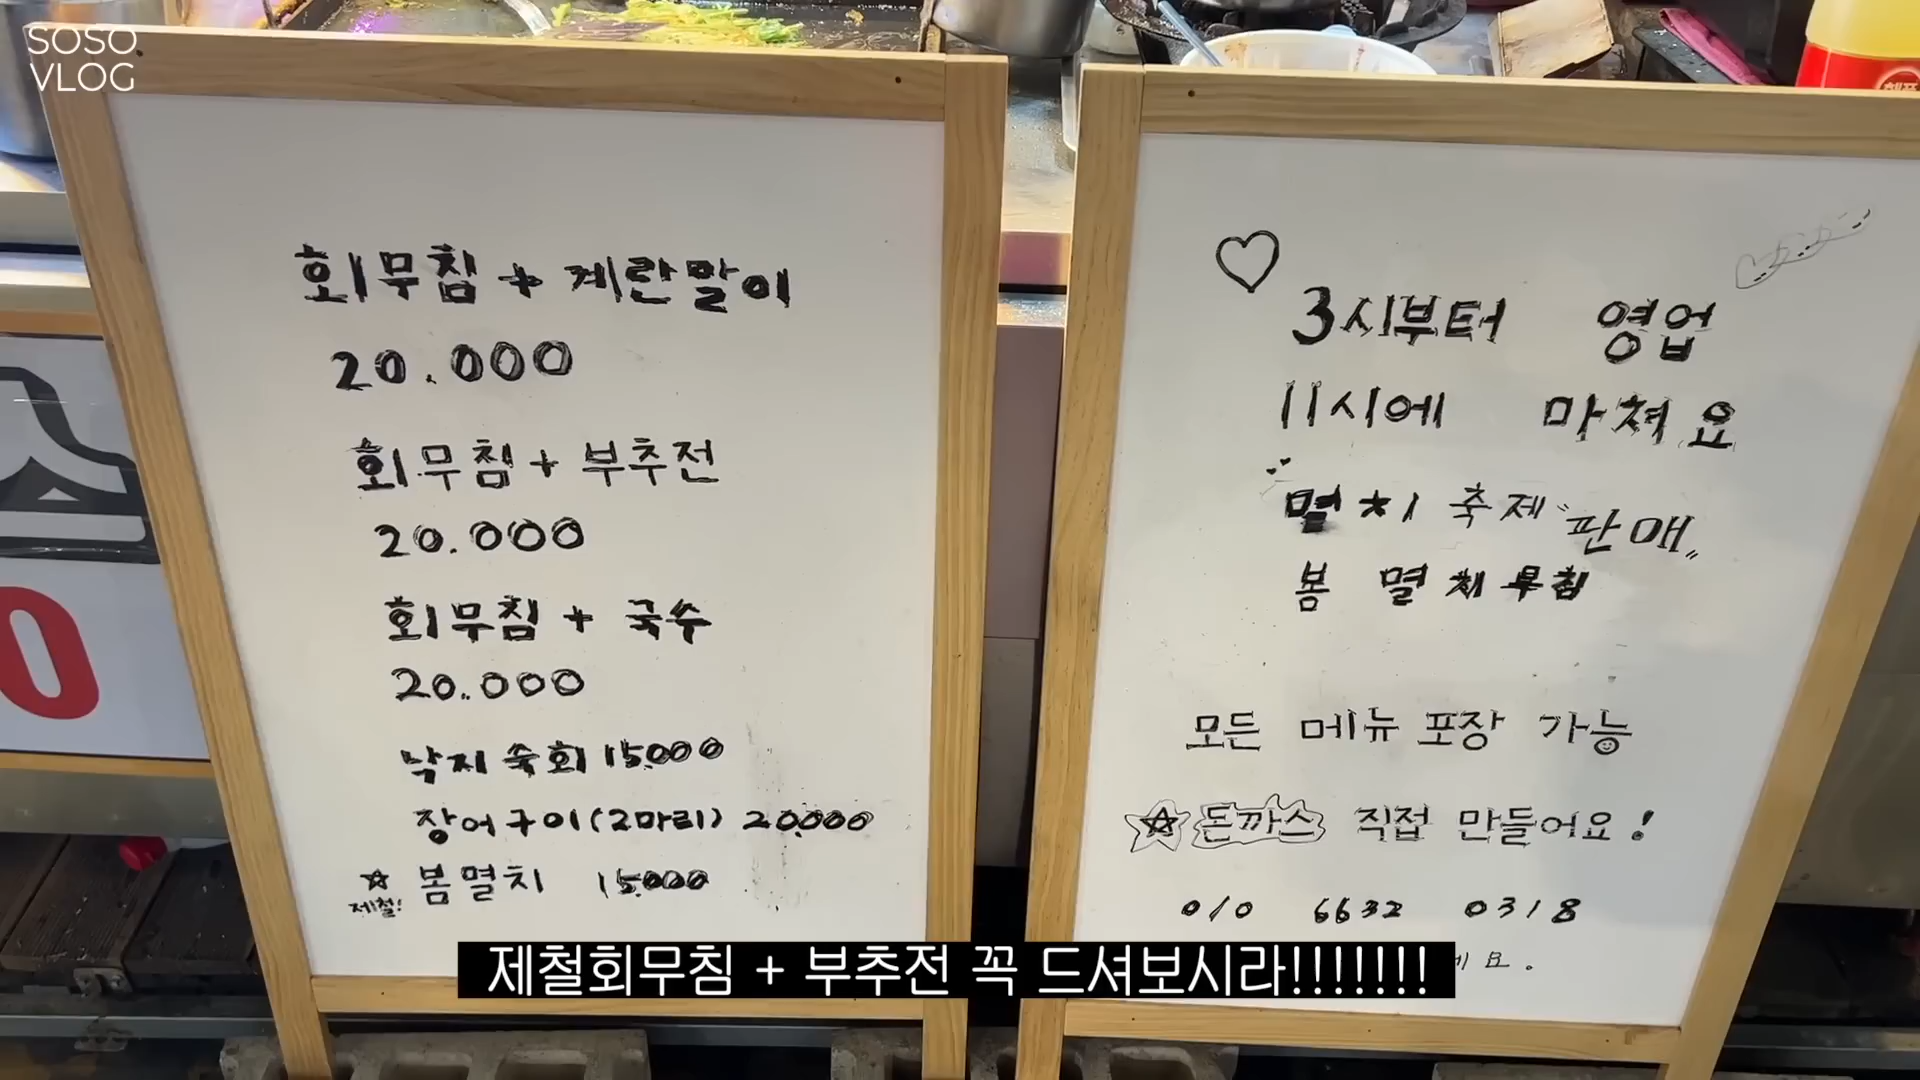 SOSO
VLOG
회무침 + 계란말이
20.000
회무침 + 부추전
20.000
회무침 + 국수
20.000
낙지 숙회 15.000
장어구이(2마리) 20.000
☆ 봄멸치 15.000
제철!
0
♡
3시부터 영업
11시에 마쳐요
멸치 축제 "판매"
봄 멸치 무침
모든 메뉴 포장 가능
☆ 돈까스 직접 만들어요!
010 6632 0318
요.
제철회무침 + 부추전 꼭 드셔보시라!!!!!!!